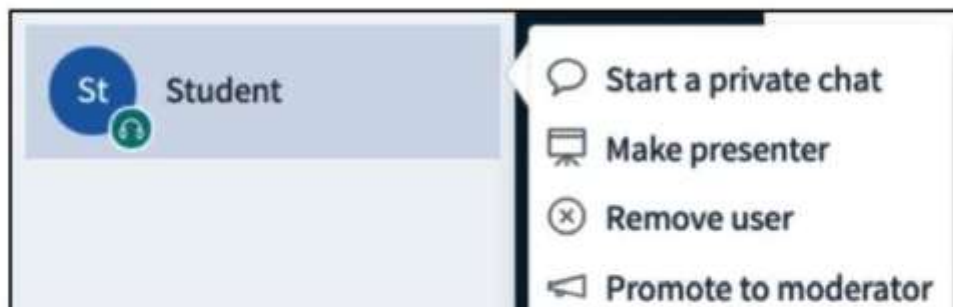 St
Student
Start a private chat
Make presenter
Remove user
Promote to moderator